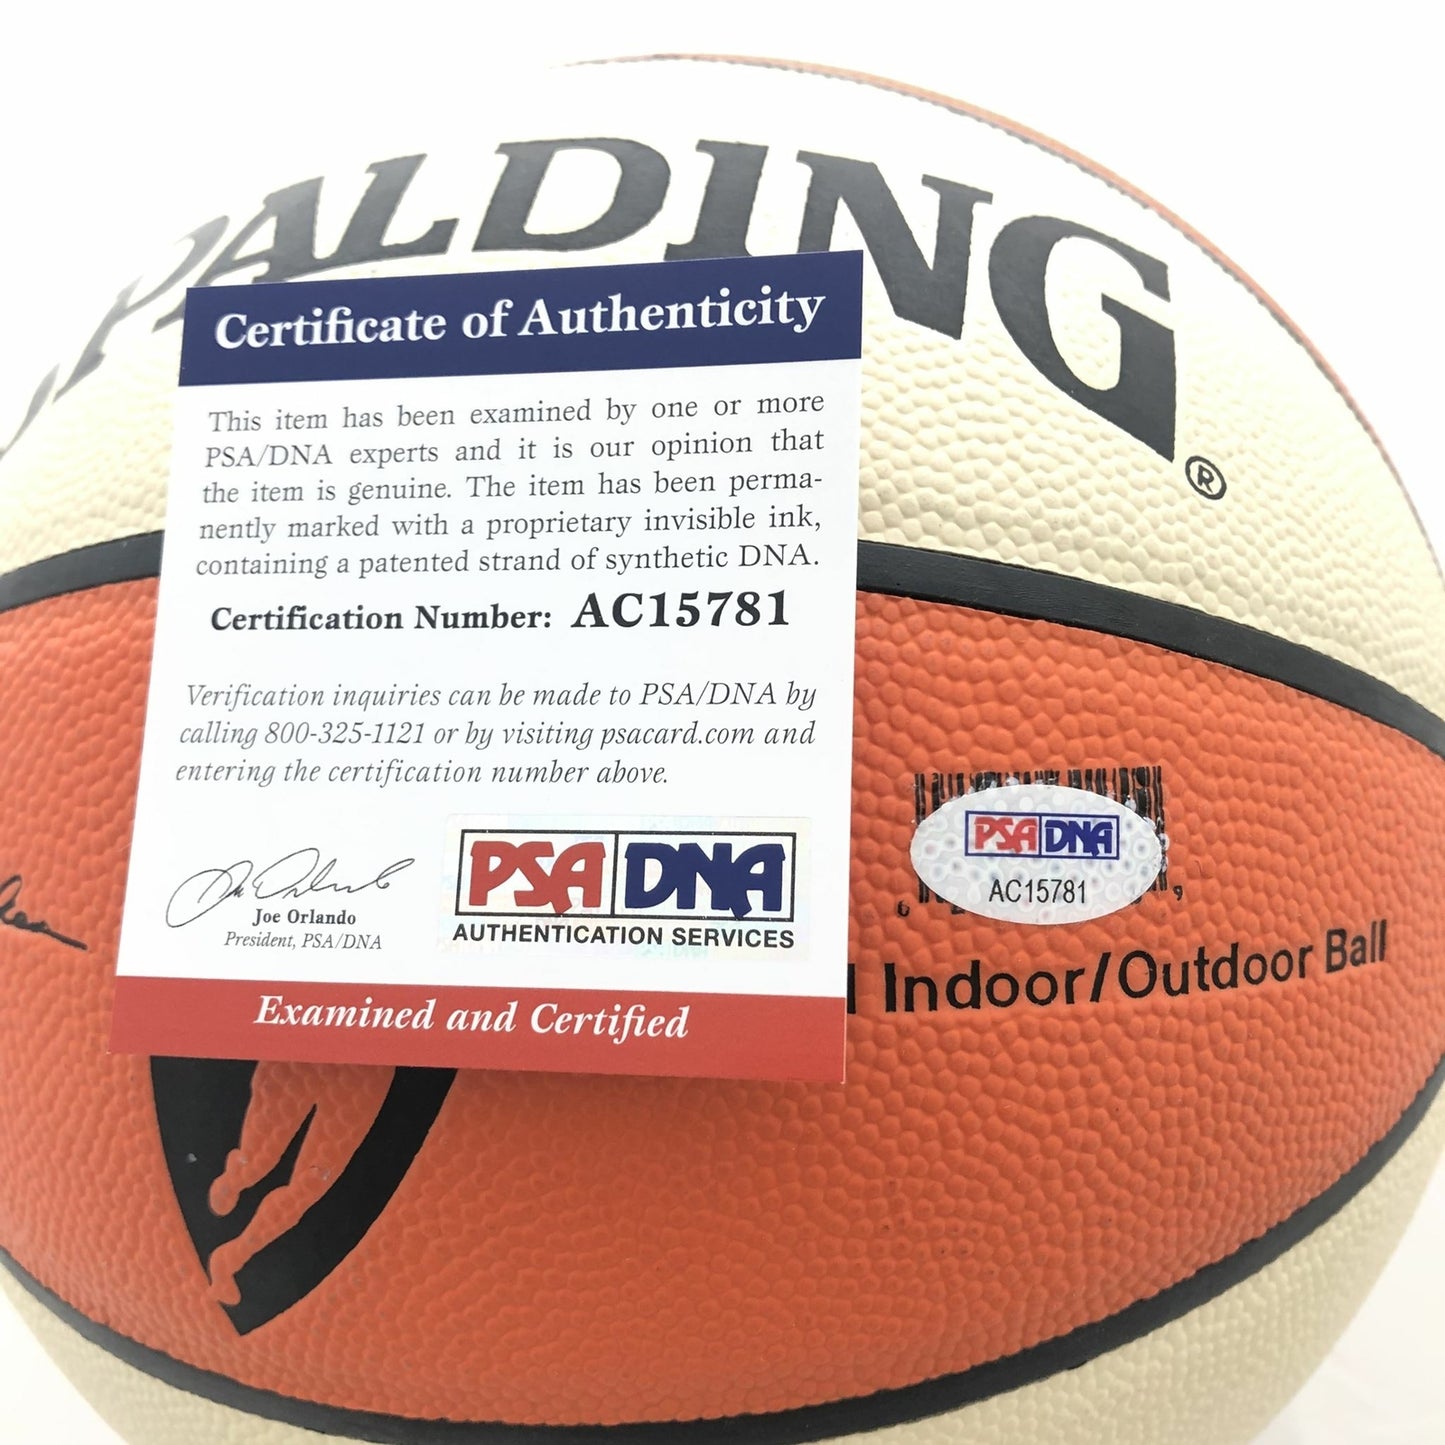 SPALDING®
Certificate of Authenticity
This item has been examined by one or more
PSA/DNA experts and it is our opinion that
the item is genuine. The item has been perma-
nently marked with a proprietary invisible ink,
containing a patented strand of synthetic DNA.
Certification Number: AC15781
Verification inquiries can be made to PSA/DNA by
calling 800-325-1121 or by visiting psacard.com and
entering the certification number above.
Joe Orlando
President, PSA/DNA
PSA DNA
AUTHENTICATION SERVICES
Examined and Certified
PSA DNA
AC15781
Indoor/Outdoor Ball